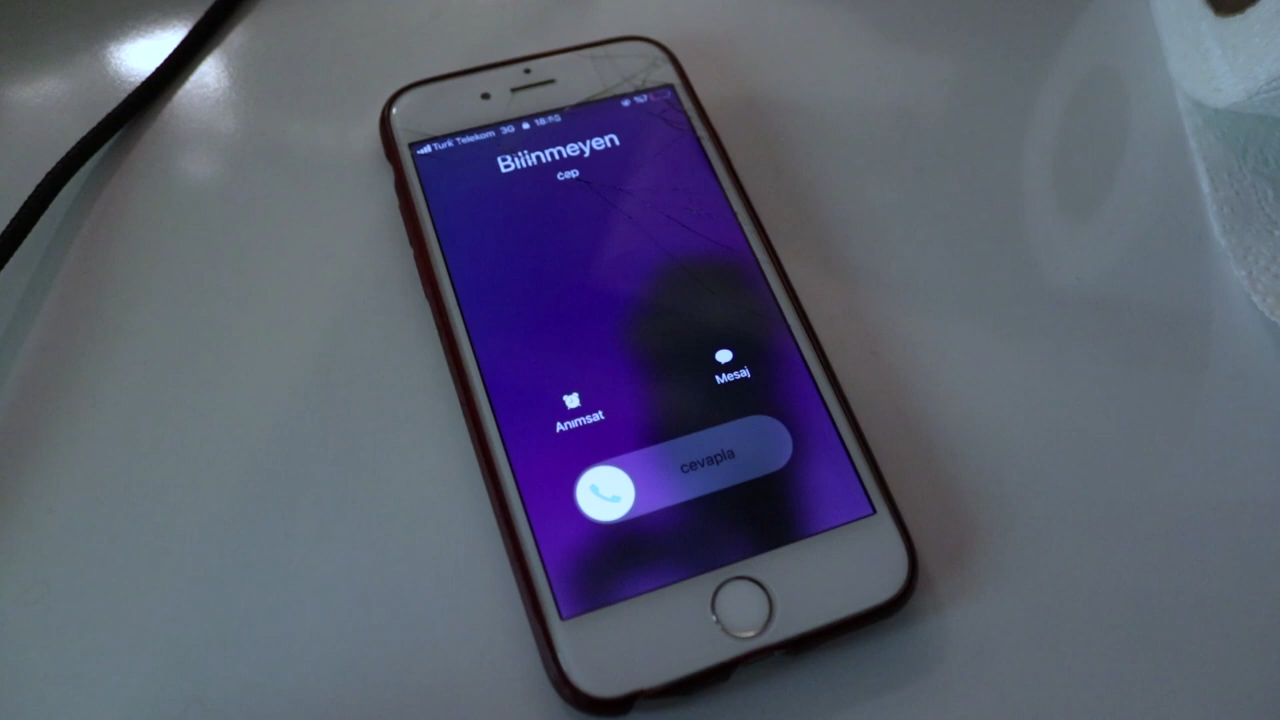 Turk Telekom 3G
Bilinmeyen
cep
Anımsat
Mesaj
cevapla